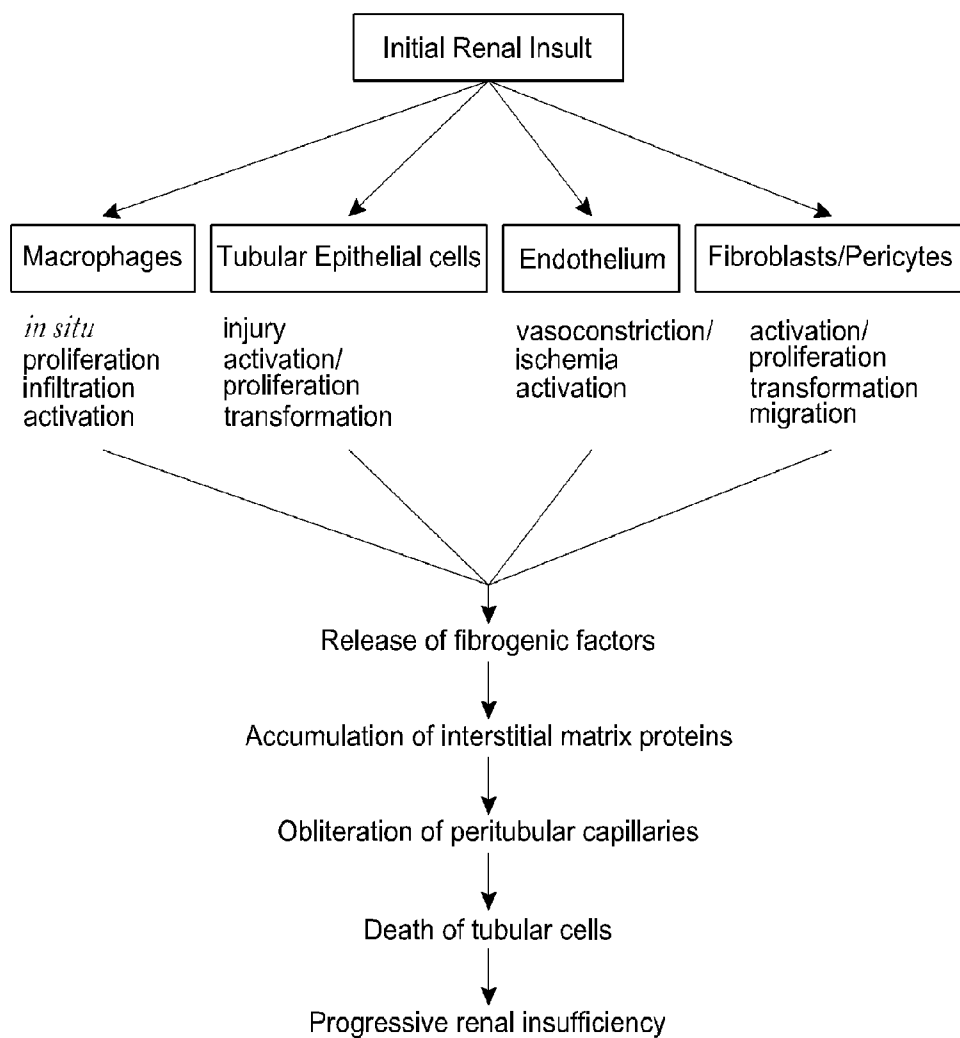 Initial Renal Insult
Macrophages
in situ
proliferation
infiltration
activation
Tubular Epithelial cells
injury
activation/
proliferation
transformation
Endothelium
vasoconstriction/
ischemia
activation
Fibroblasts/Pericytes
activation/
proliferation
transformation
migration
Release of fibrogenic factors
Accumulation of interstitial matrix proteins
Obliteration of peritubular capillaries
Death of tubular cells
Progressive renal insufficiency